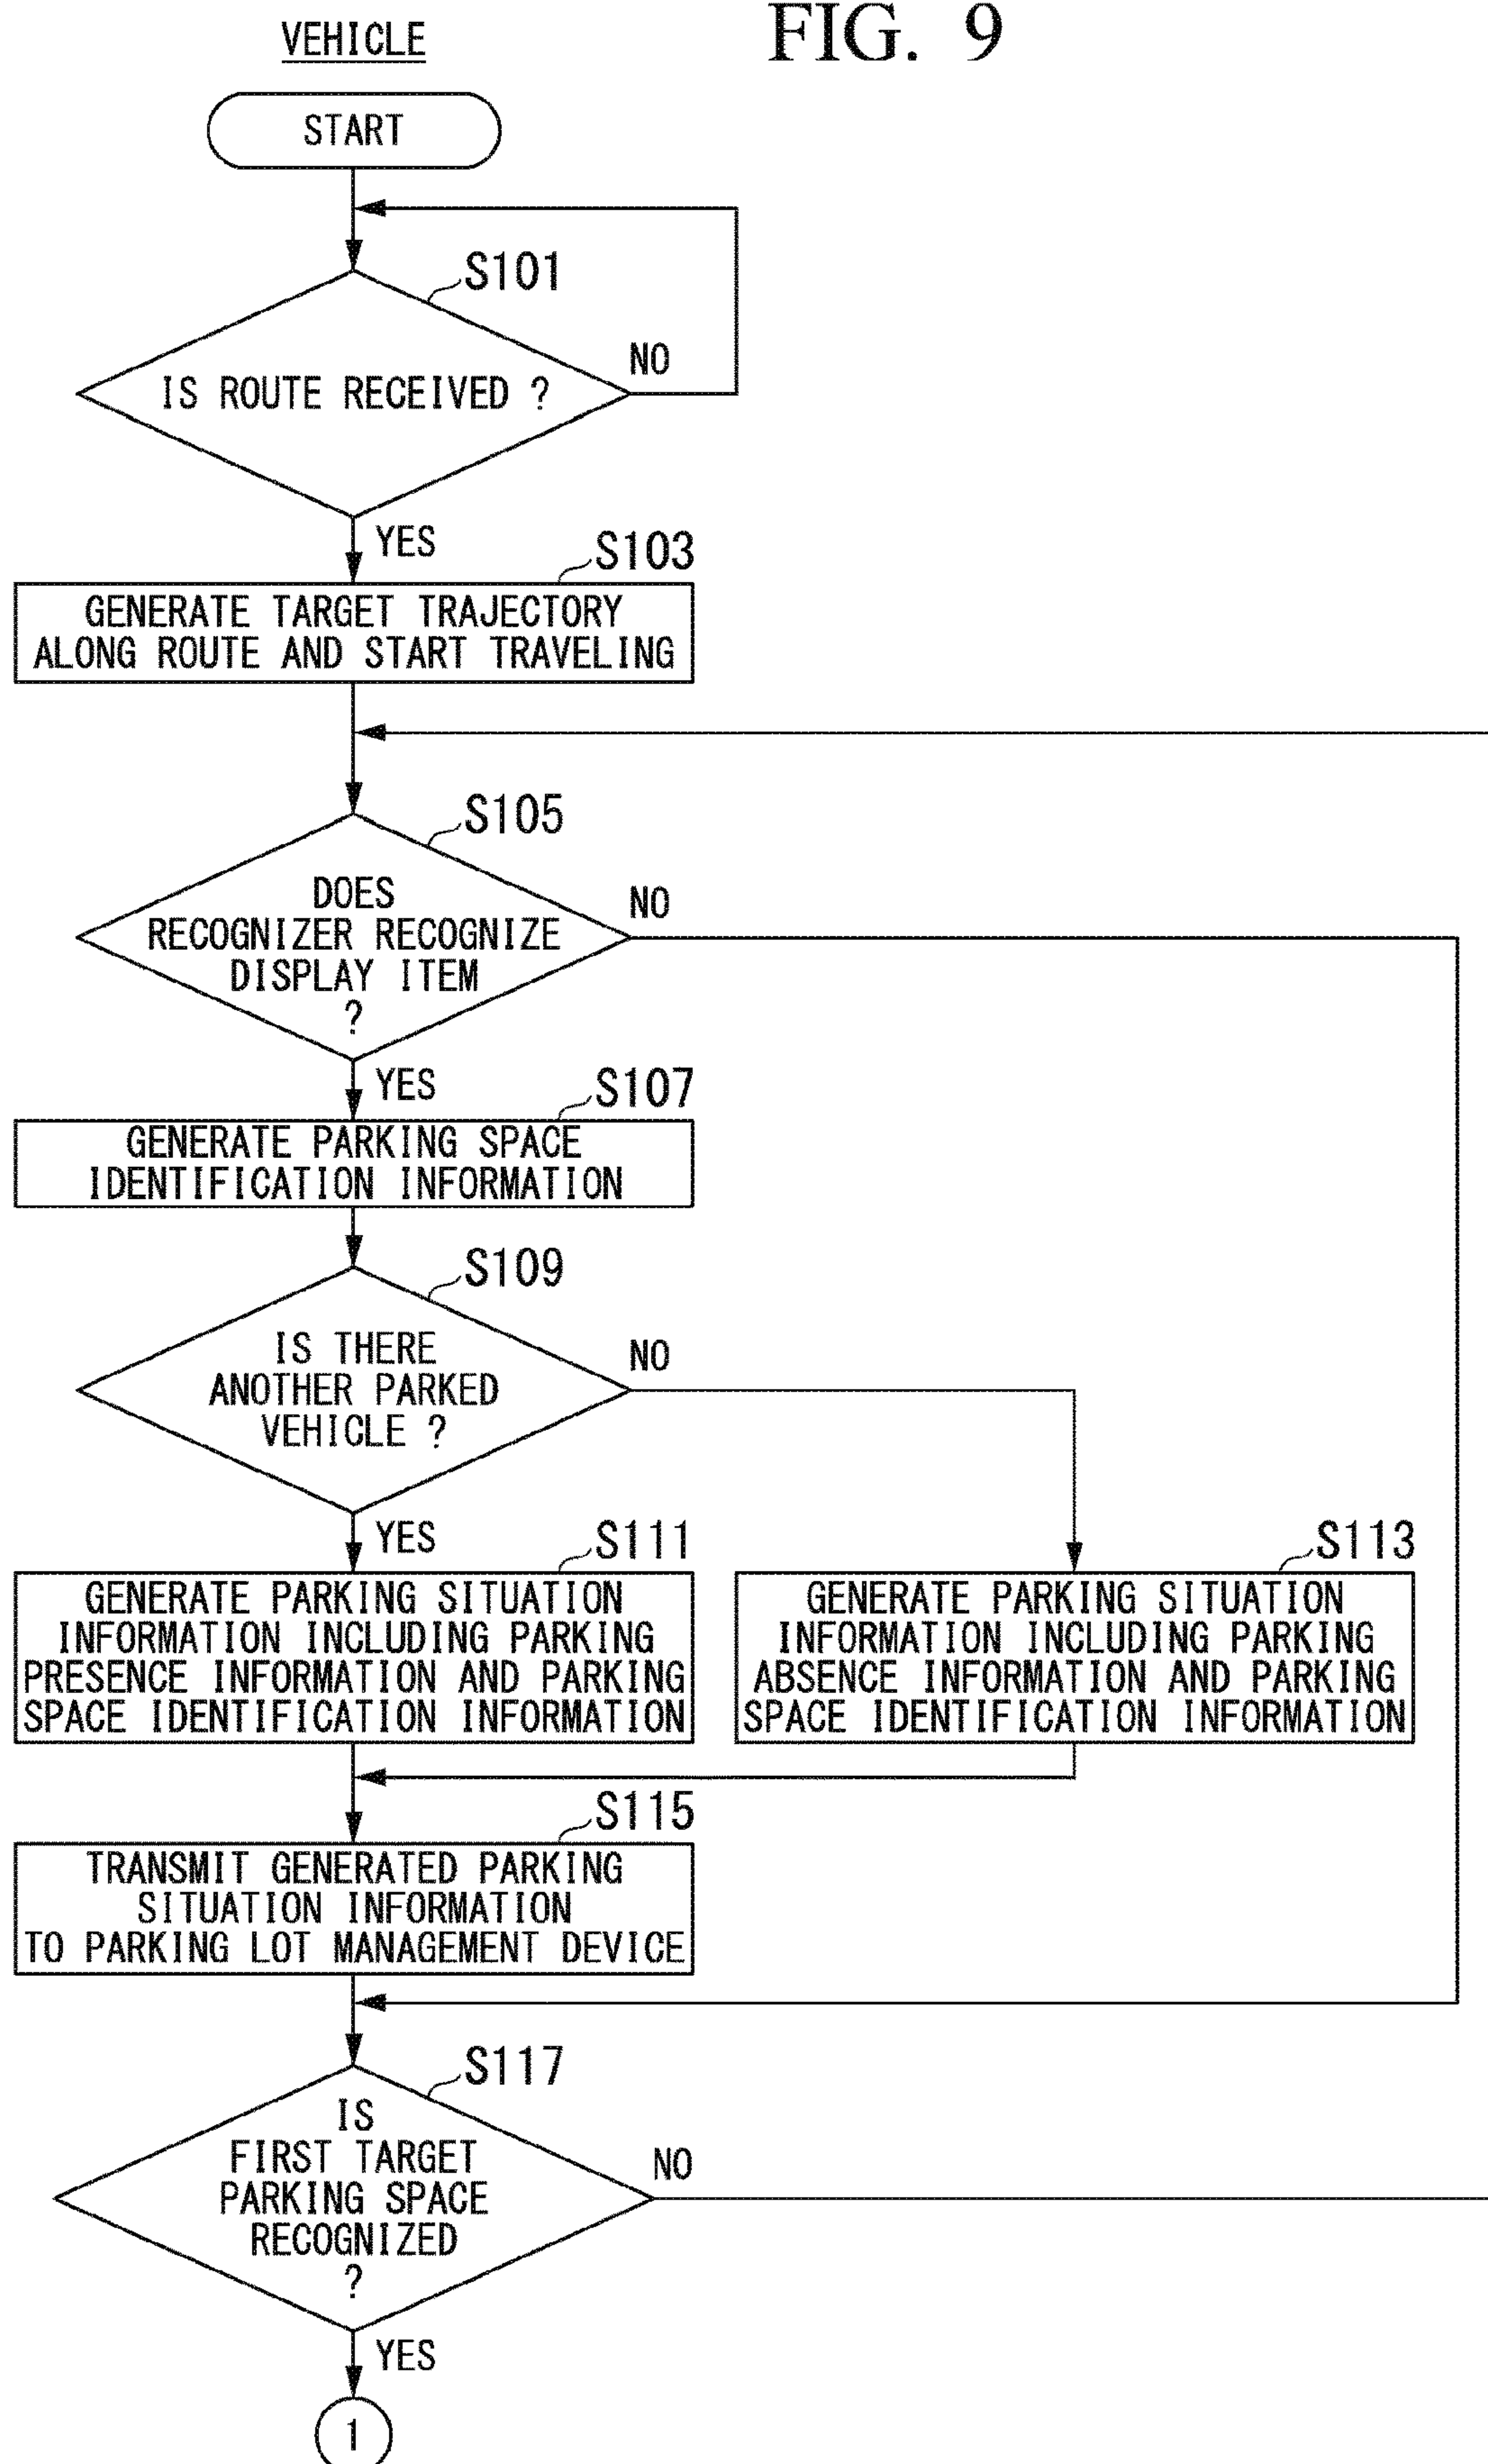 FIG. 9
VEHICLE
START
S101
IS ROUTE RECEIVED ?
NO
YES
S103
GENERATE TARGET TRAJECTORY
ALONG ROUTE AND START TRAVELING
S105
DOES
RECOGNIZER RECOGNIZE
DISPLAY ITEM
?
NO
YES
S107
GENERATE PARKING SPACE
IDENTIFICATION INFORMATION
S109
IS THERE
ANOTHER PARKED
VEHICLE ?
NO
YES
S111
GENERATE PARKING SITUATION
INFORMATION INCLUDING PARKING
PRESENCE INFORMATION AND PARKING
SPACE IDENTIFICATION INFORMATION
S113
GENERATE PARKING SITUATION
INFORMATION INCLUDING PARKING
ABSENCE INFORMATION AND PARKING
SPACE IDENTIFICATION INFORMATION
S115
TRANSMIT GENERATED PARKING
SITUATION INFORMATION
TO PARKING LOT MANAGEMENT DEVICE
S117
IS
FIRST TARGET
PARKING SPACE
RECOGNIZED
?
NO
YES
1